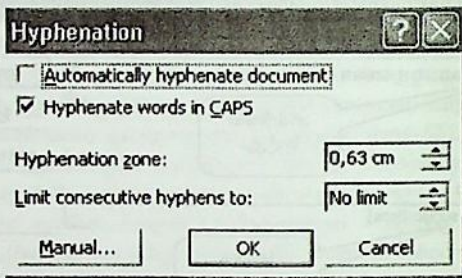 Hyphenation
Automatically hyphenate document
Hyphenate words in CAPS
Hyphenation zone: 0,63 cm
Limit consecutive hyphens to: No limit
Manual... OK Cancel